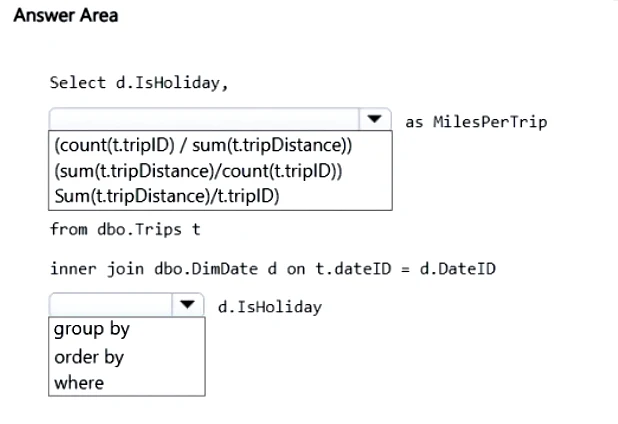 Answer Area
Select d.IsHoliday,
as MilesPerTrip
(count(t.tripID) / sum(t.tripDistance))
(sum(t.tripDistance)/count(t.tripID))
Sum(t.tripDistance)/t.tripID)
from dbo.Trips t
inner join dbo.DimDate d on t.dateID = d.DateID
d.IsHoliday
group by
order by
where